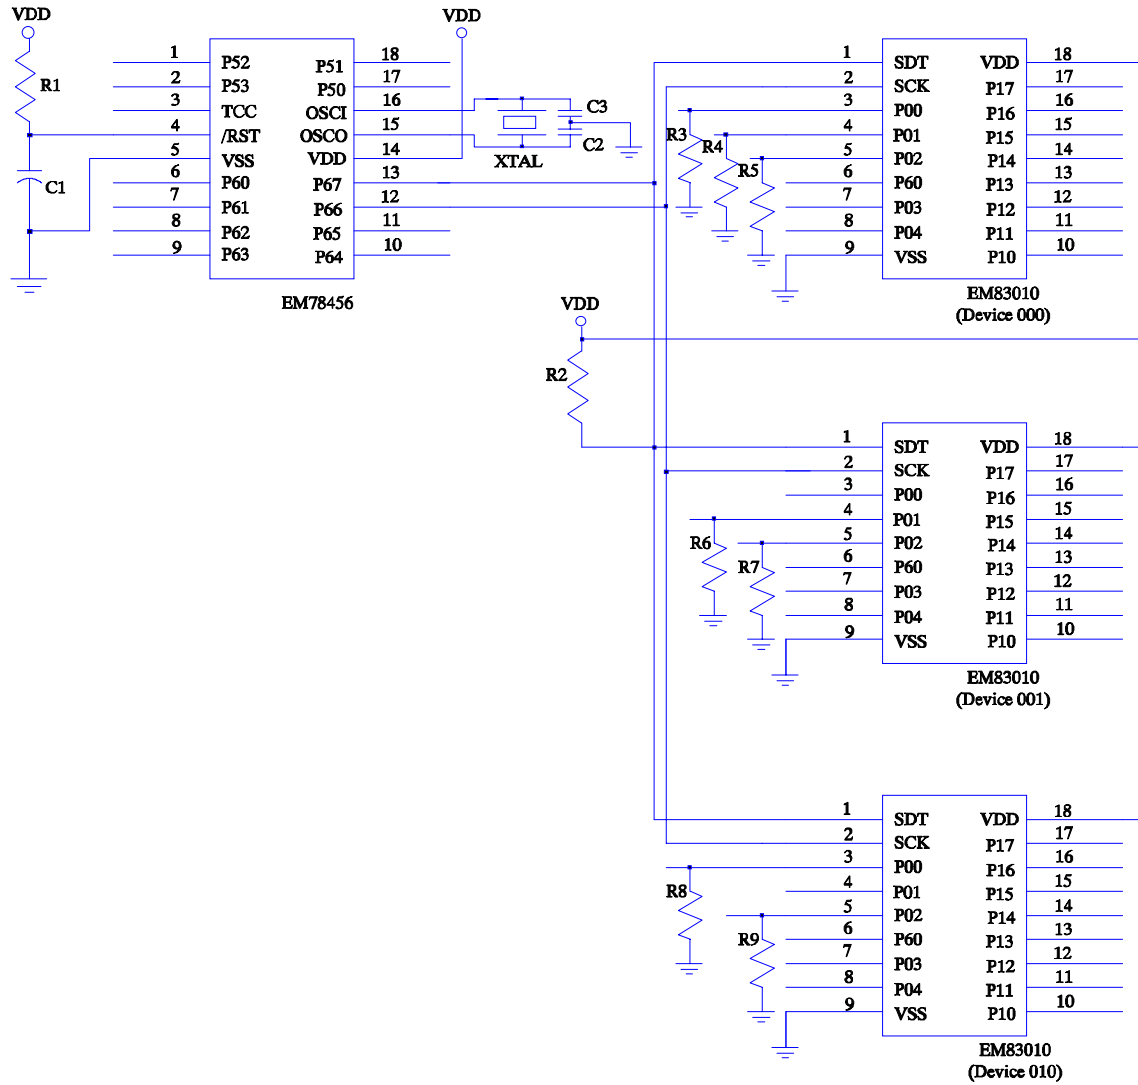 VDD
R1
C1
VDD
1 P52 P51 18
2 P53 P50 17
3 TCC OSCI 16
4 /RST OSCO 15
5 VSS VDD 14
6 P60 P67 13
7 P61 P66 12
8 P62 P65 11
9 P63 P64 10
EM78456
C3
C2
XTAL
R3
R4
R5
1 SDT VDD 18
2 SCK P17 17
3 P00 P16 16
4 P01 P15 15
5 P02 P14 14
6 P60 P13 13
7 P03 P12 12
8 P04 P11 11
9 VSS P10 10
EM83010
(Device 000)
VDD
R2
R6
R7
1 SDT VDD 18
2 SCK P17 17
3 P00 P16 16
4 P01 P15 15
5 P02 P14 14
6 P60 P13 13
7 P03 P12 12
8 P04 P11 11
9 VSS P10 10
EM83010
(Device 001)
R8
R9
1 SDT VDD 18
2 SCK P17 17
3 P00 P16 16
4 P01 P15 15
5 P02 P14 14
6 P60 P13 13
7 P03 P12 12
8 P04 P11 11
9 VSS P10 10
EM83010
(Device 010)